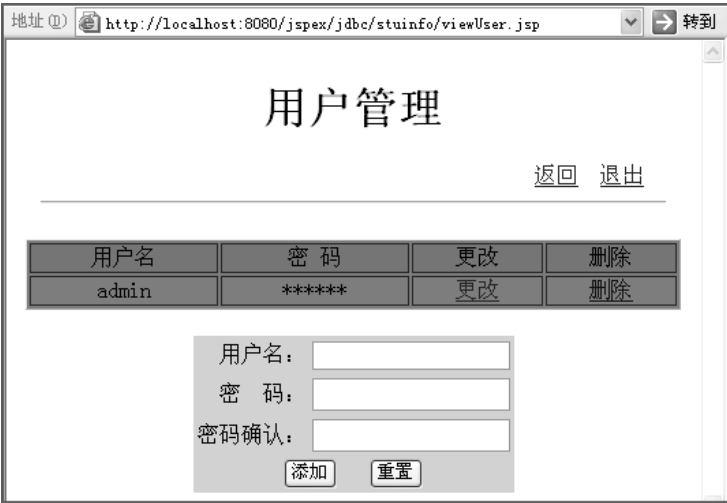 地址(D) http://localhost:8080/jspex/jdbc/stuinfo/viewUser.jsp 转到
用户管理
返回 退出
用户名 密 码 更改 删除
admin ****** 更改 删除
用户名：
密 码：
密码确认：
添加 重置